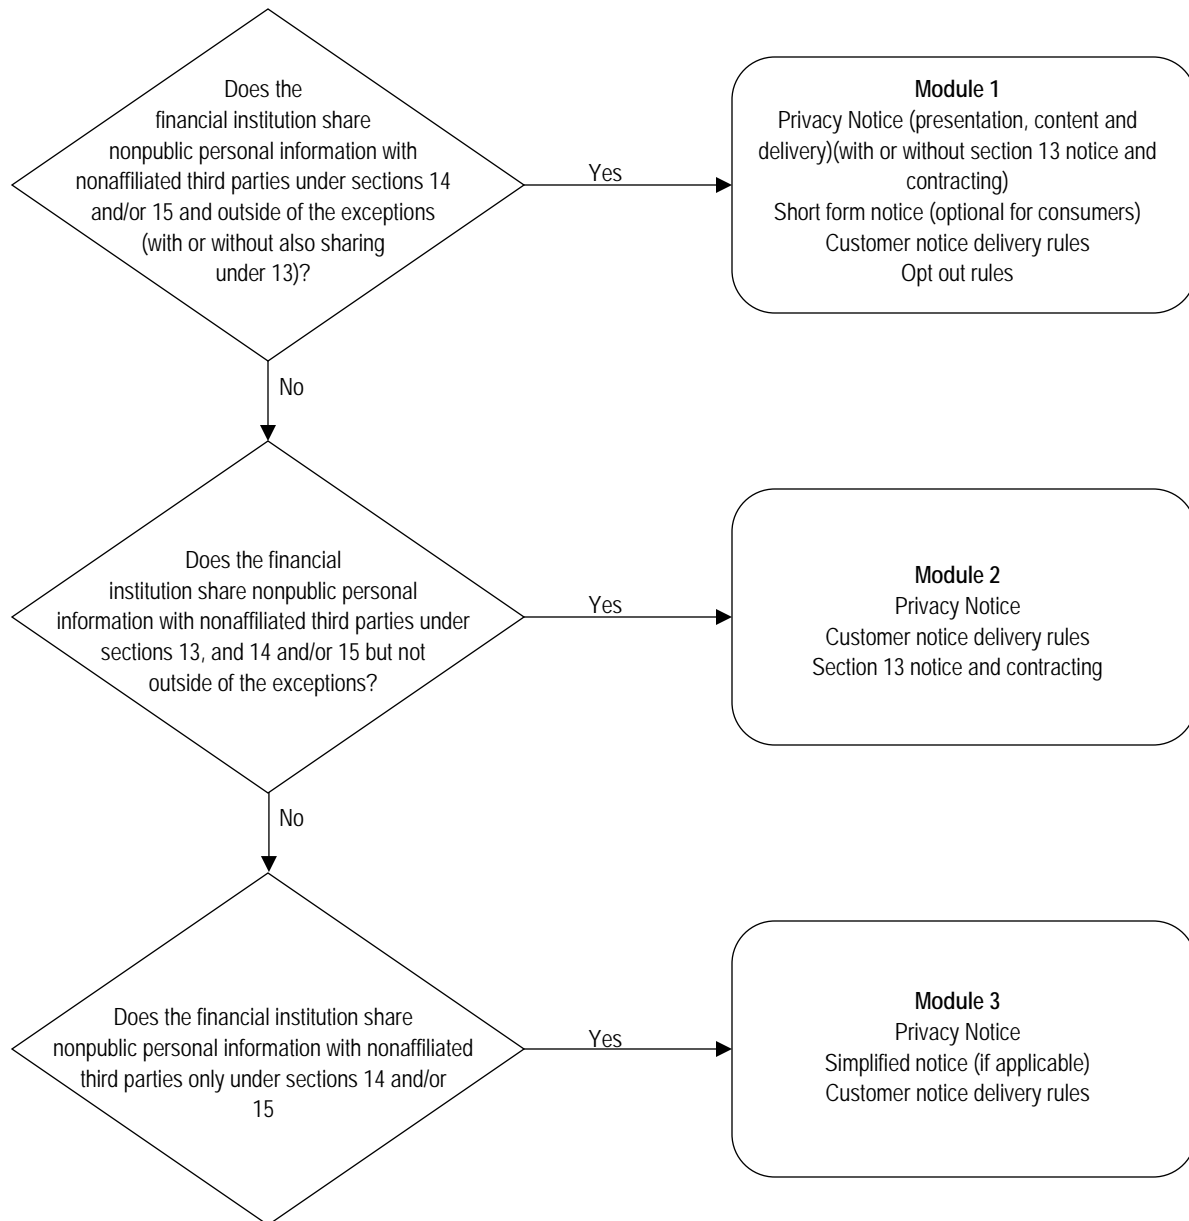 Does the
financial institution share
nonpublic personal information with
nonaffiliated third parties under sections 14
and/or 15 and outside of the exceptions
(with or without also sharing
under 13)?
Yes
Module 1
Privacy Notice (presentation, content and
delivery)(with or without section 13 notice and
contracting)
Short form notice (optional for consumers)
Customer notice delivery rules
Opt out rules
No
Does the financial
institution share nonpublic personal
information with nonaffiliated third parties under
sections 13, and 14 and/or 15 but not
outside of the exceptions?
Yes
Module 2
Privacy Notice
Customer notice delivery rules
Section 13 notice and contracting
No
Does the financial institution share
nonpublic personal information with nonaffiliated
third parties only under sections 14 and/or
15
Yes
Module 3
Privacy Notice
Simplified notice (if applicable)
Customer notice delivery rules